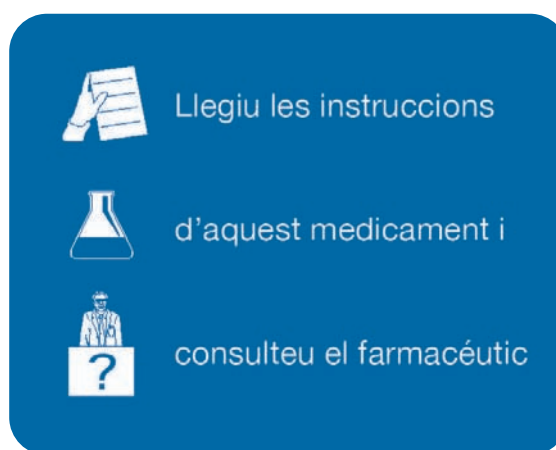 Llegiu les instruccions
d'aquest medicament i
?
consulteu el farmacéutic